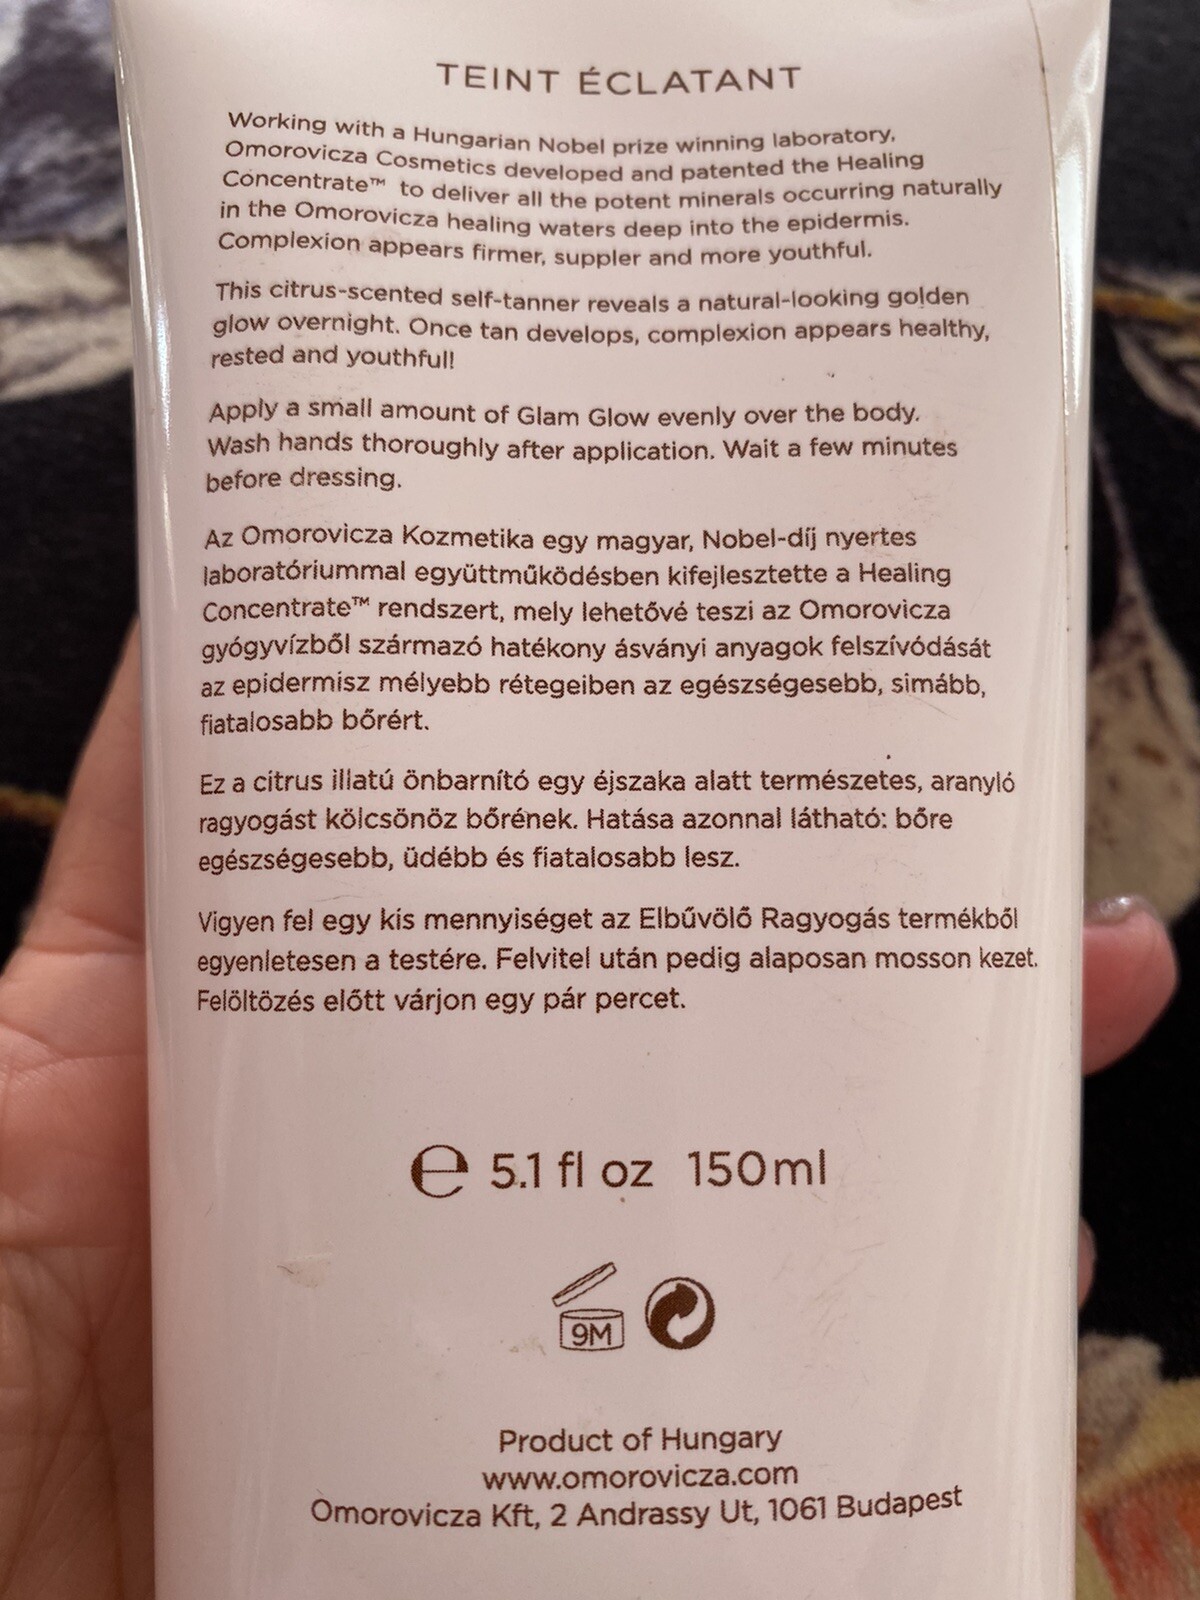 TEINT ÉCLATANT
Working with a Hungarian Nobel prize winning laboratory,
Omorovicza Cosmetics developed and patented the Healing
Concentrate™ to deliver all the potent minerals occurring naturally
in the Omorovicza healing waters deep into the epidermis.
Complexion appears firmer, suppler and more youthful.
This citrus-scented self-tanner reveals a natural-looking golden
glow overnight. Once tan develops, complexion appears healthy,
rested and youthful!
Apply a small amount of Glam Glow evenly over the body.
Wash hands thoroughly after application. Wait a few minutes
before dressing.
Az Omorovicza Kozmetika egy magyar, Nobel-díj nyertes
laboratóriummal együttműködésben kifejlesztette a Healing
Concentrate™ rendszert, mely lehetővé teszi az Omorovicza
gyógyvízből származó hatékony ásványi anyagok felszívódását
az epidermisz mélyebb rétegeiben az egészségesebb, simább,
fiatalosabb bőrért.
Ez a citrus illatú önbarnító egy éjszaka alatt természetes, aranyló
ragyogást kölcsönöz bőrének. Hatása azonnal látható: bőre
egészségesebb, üdébb és fiatalosabb lesz.
Vigyen fel egy kis mennyiséget az Elbűvölő Ragyogás termékből
egyenletesen a testére. Felvitel után pedig alaposan mosson kezet.
Felöltözés előtt várjon egy pár percet.
℮ 5.1 fl oz 150ml
9M
Product of Hungary
www.omorovicza.com
Omorovicza Kft, 2 Andrassy Ut, 1061 Budapest